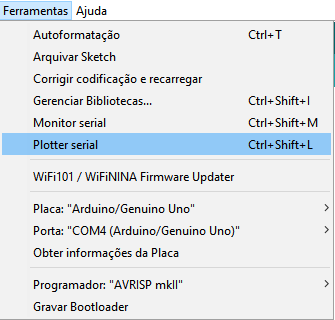 Ferramentas Ajuda
Autoformatação Ctrl+T
Arquivar Sketch
Corrigir codificação e recarregar
Gerenciar Bibliotecas... Ctrl+Shift+I
Monitor serial Ctrl+Shift+M
Plotter serial Ctrl+Shift+L
WiFi101 / WiFiNINA Firmware Updater
Placa: "Arduino/Genuino Uno"
Porta: "COM4 (Arduino/Genuino Uno)"
Obter informações da Placa
Programador: "AVRISP mkII"
Gravar Bootloader